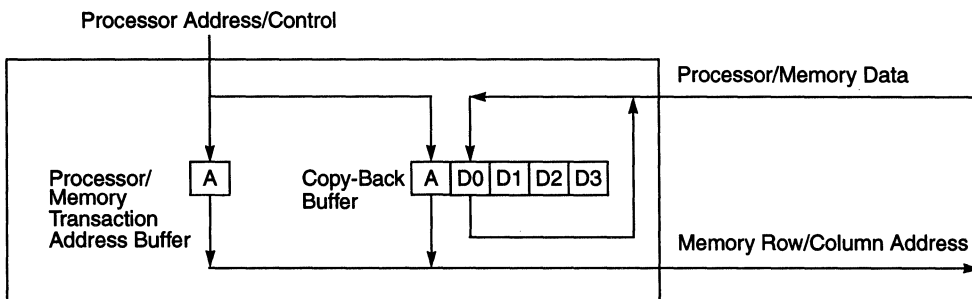 Processor Address/Control
Processor/Memory Data
Processor/
Memory
Transaction
Address Buffer
A
Copy-Back
Buffer
A D0 D1 D2 D3
Memory Row/Column Address